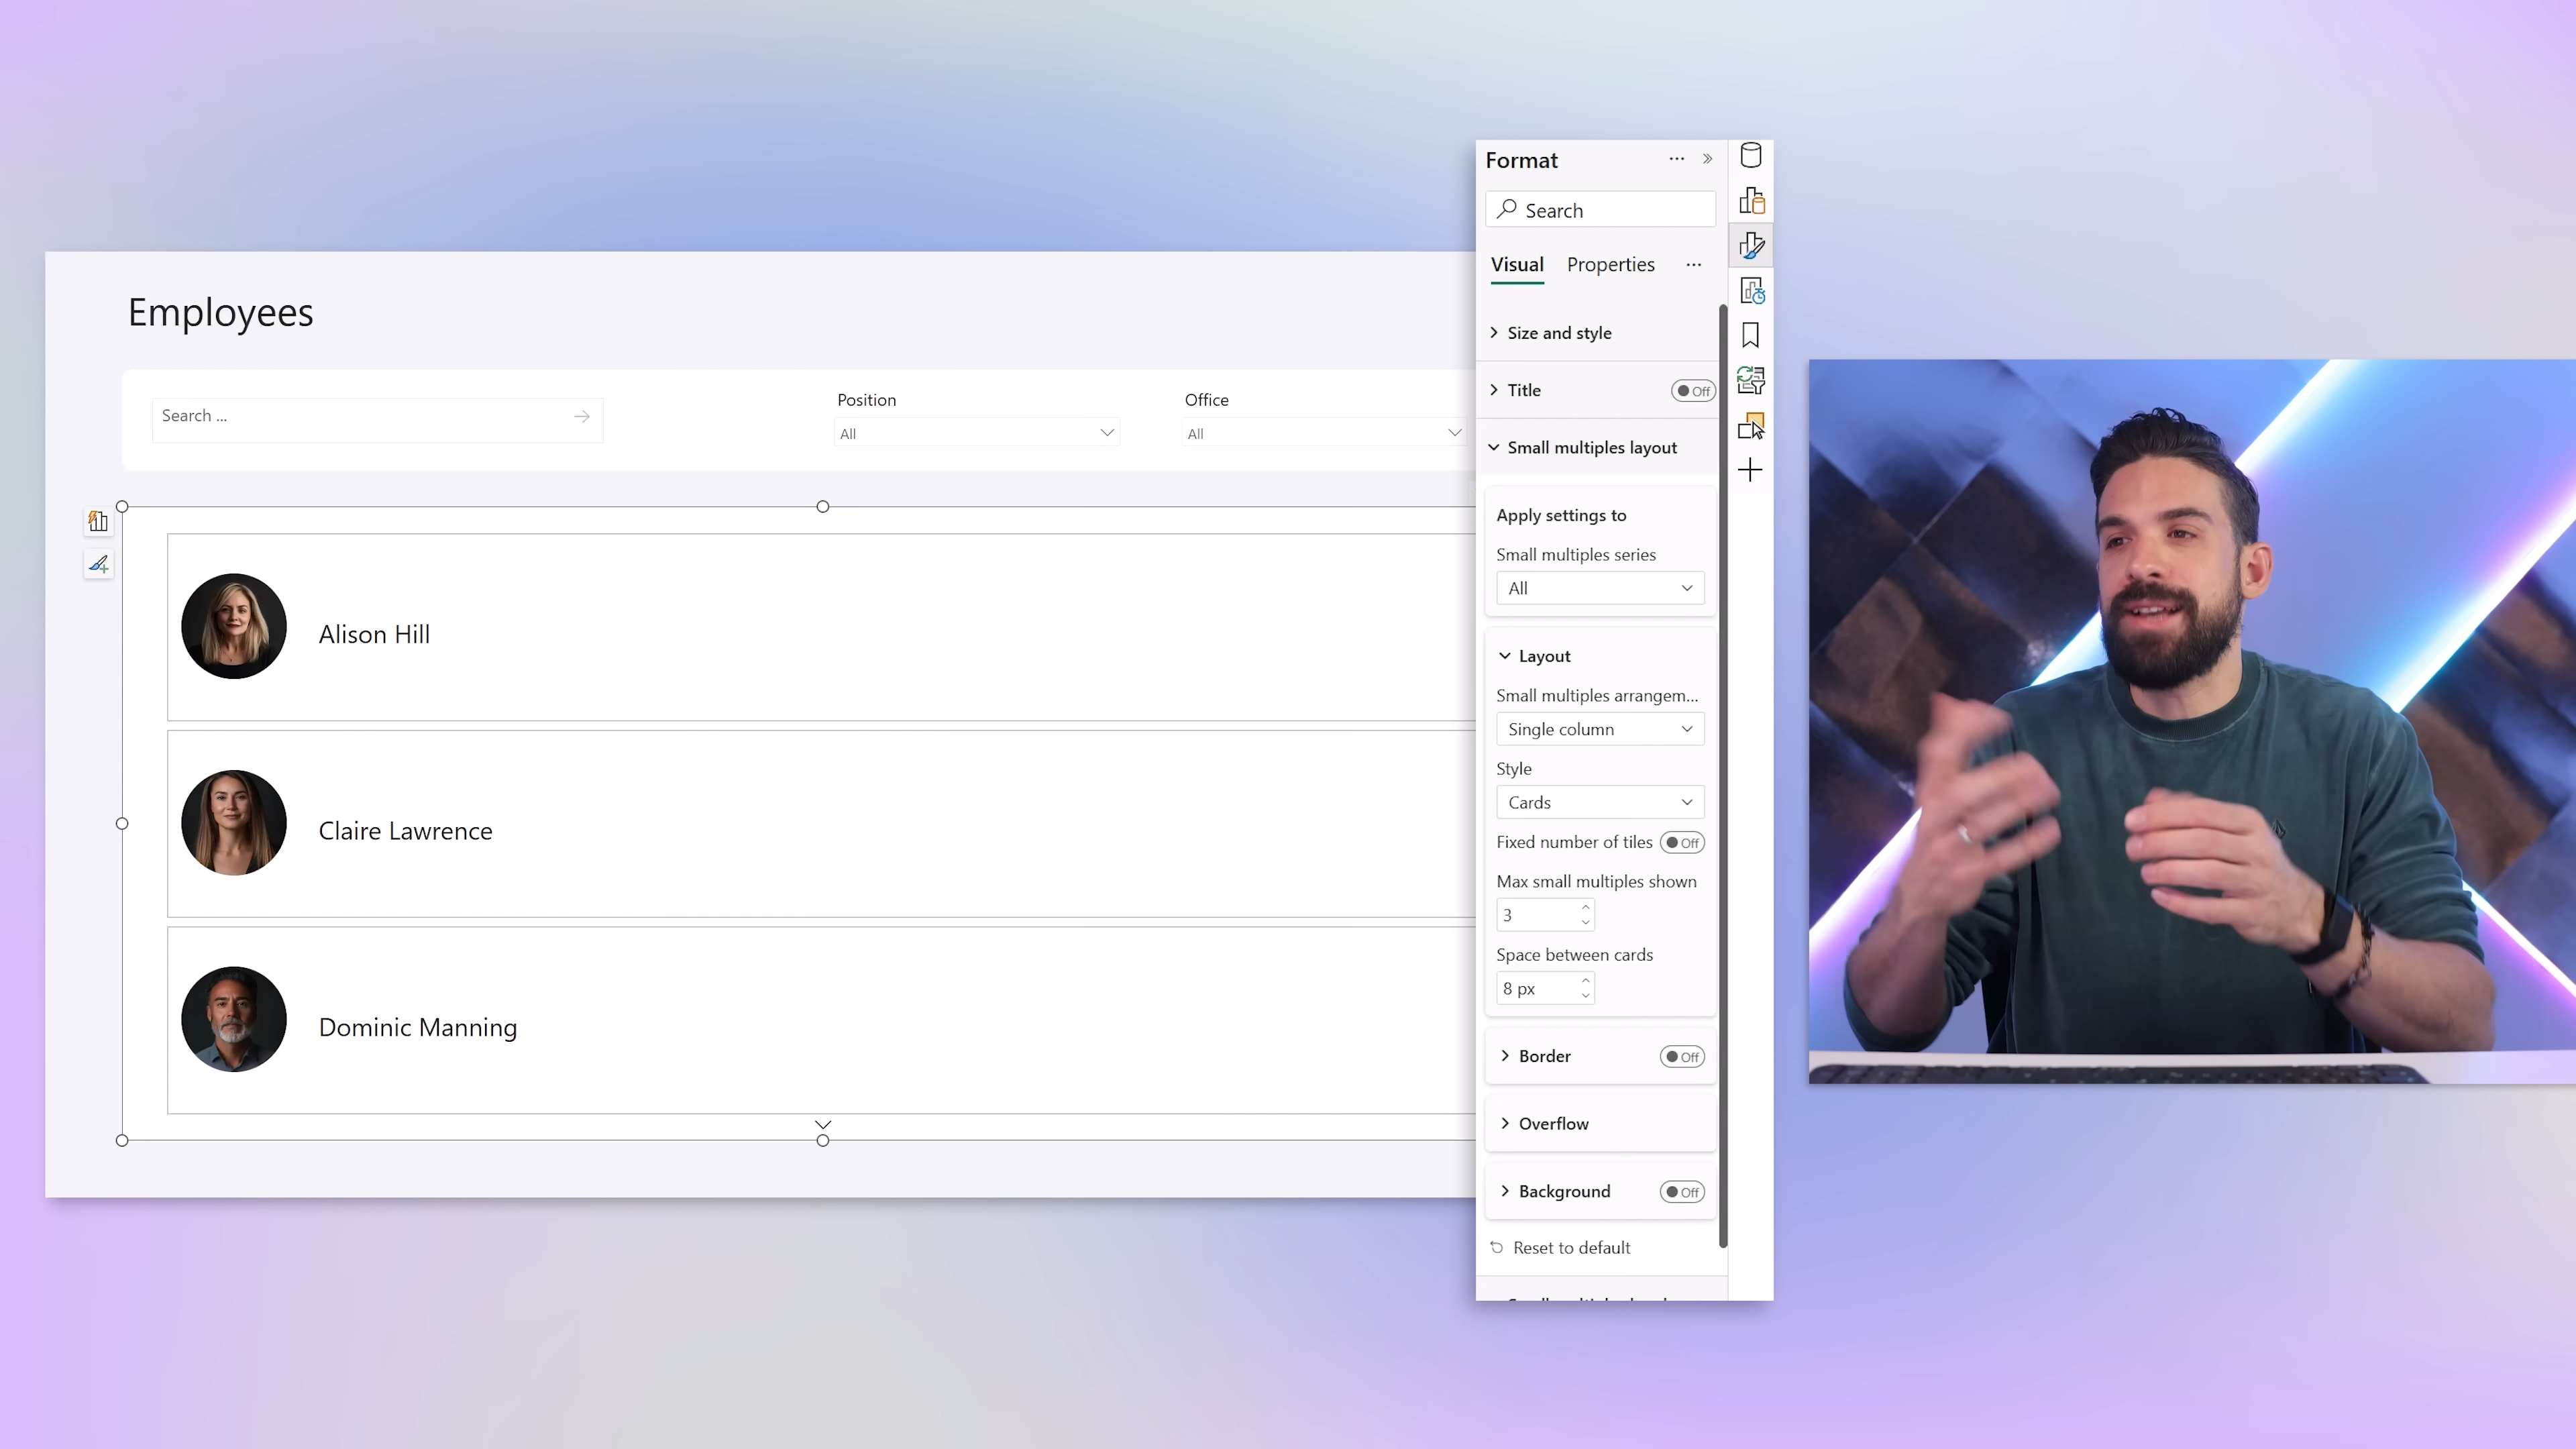 Employees
Search ...
Position
All
Office
All
Alison Hill
Claire Lawrence
Dominic Manning
Format
Search
Visual
Properties
Size and style
Title
Off
Small multiples layout
Apply settings to
Small multiples series
All
Layout
Small multiples arrangem...
Single column
Style
Cards
Fixed number of tiles
Off
Max small multiples shown
3
Space between cards
8 px
Border
Off
Overflow
Background
Off
Reset to default